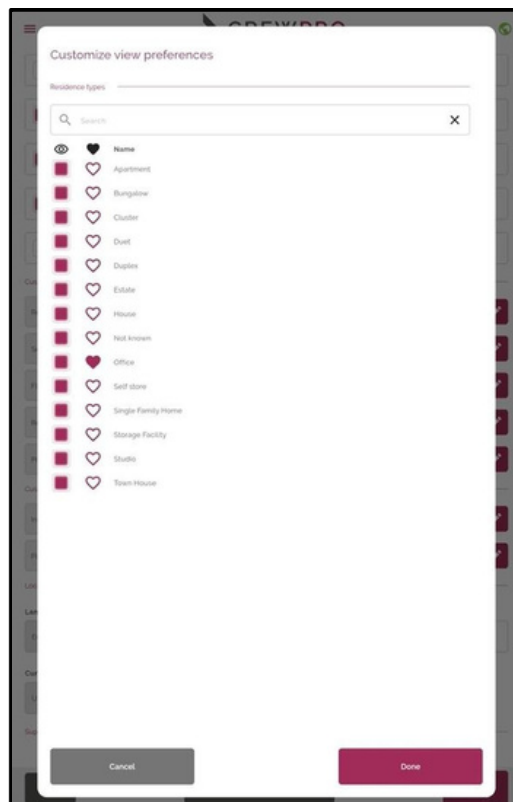 CREWPRO
Customize view preferences
Residence types
Search
Name
Apartment
Bungalow
Cluster
Duet
Duplex
Estate
House
Not known
Office
Self store
Single Family Home
Storage Facility
Studio
Town House
Cancel
Done